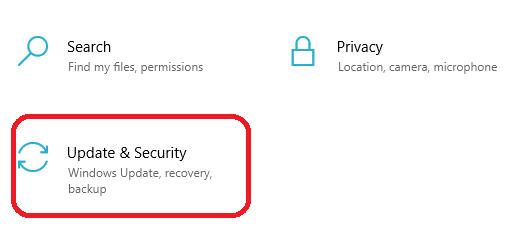 Search
Find my files, permissions
Privacy
Location, camera, microphone
Update & Security
Windows Update, recovery,
backup